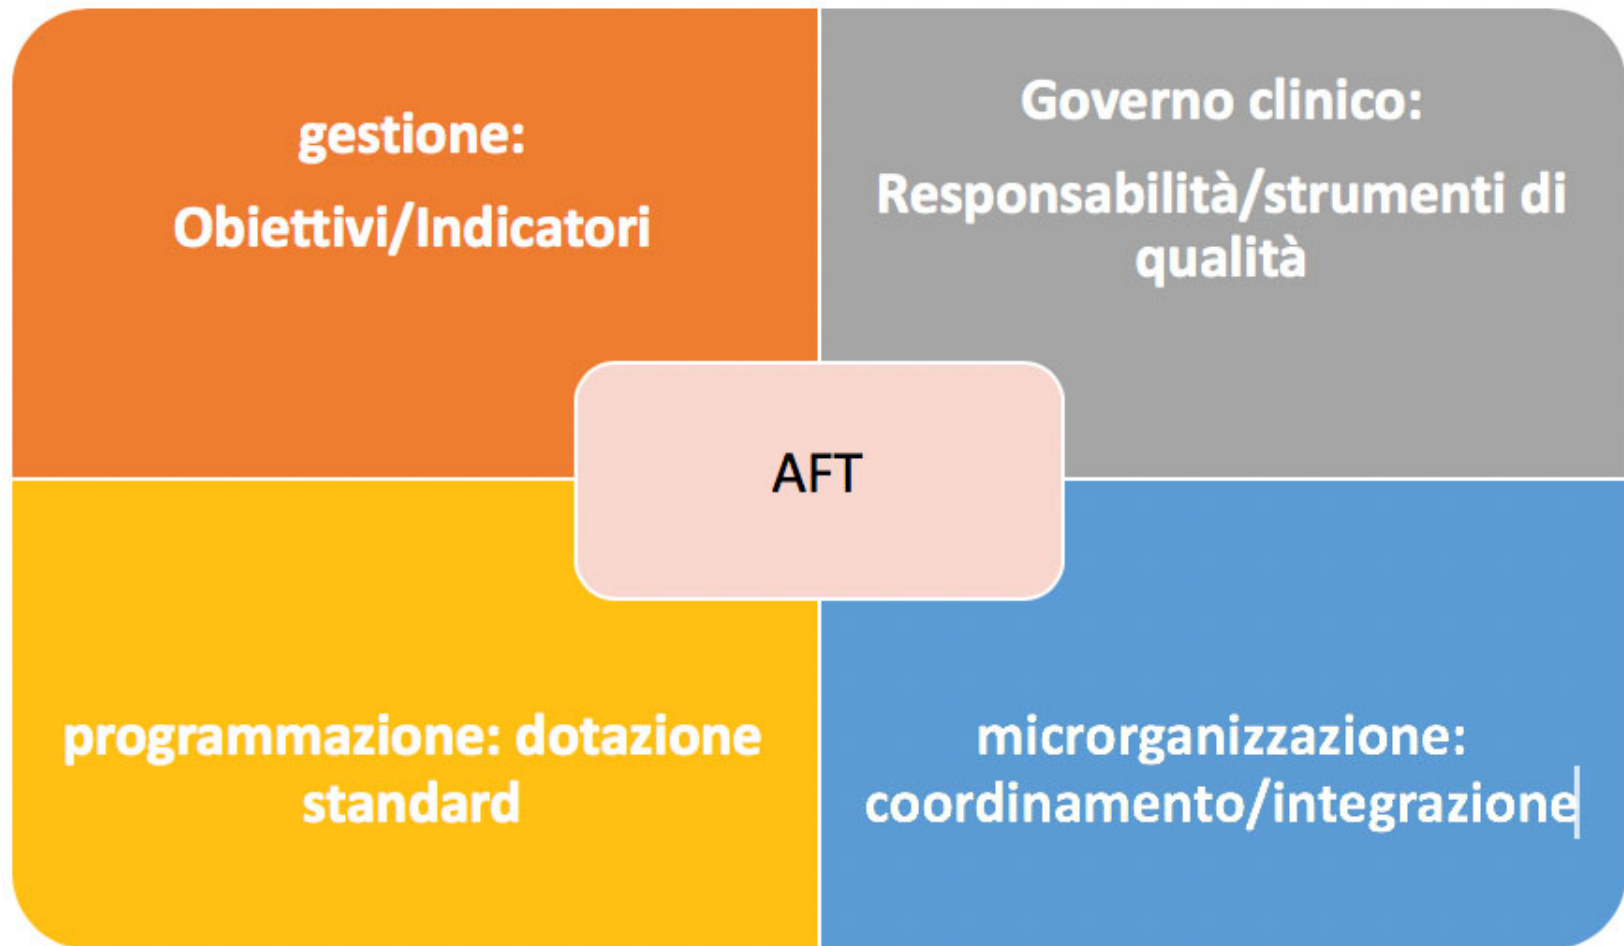 gestione:
Obiettivi/Indicatori
Governo clinico:
Responsabilità/strumenti di
qualità
AFT
programmazione: dotazione
standard
microrganizzazione:
coordinamento/integrazione